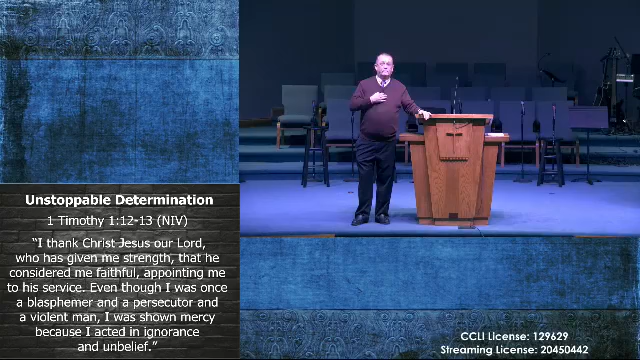 Unstoppable Determination
1 Timothy 1:12-13 (NIV)
“I thank Christ Jesus our Lord,
who has given me strength, that he
considered me faithful, appointing me
to his service. Even though I was once
a blasphemer and a persecutor and
a violent man, I was shown mercy
because I acted in ignorance
and unbelief.”
CCLI License: 129629
Streaming License: 20450442